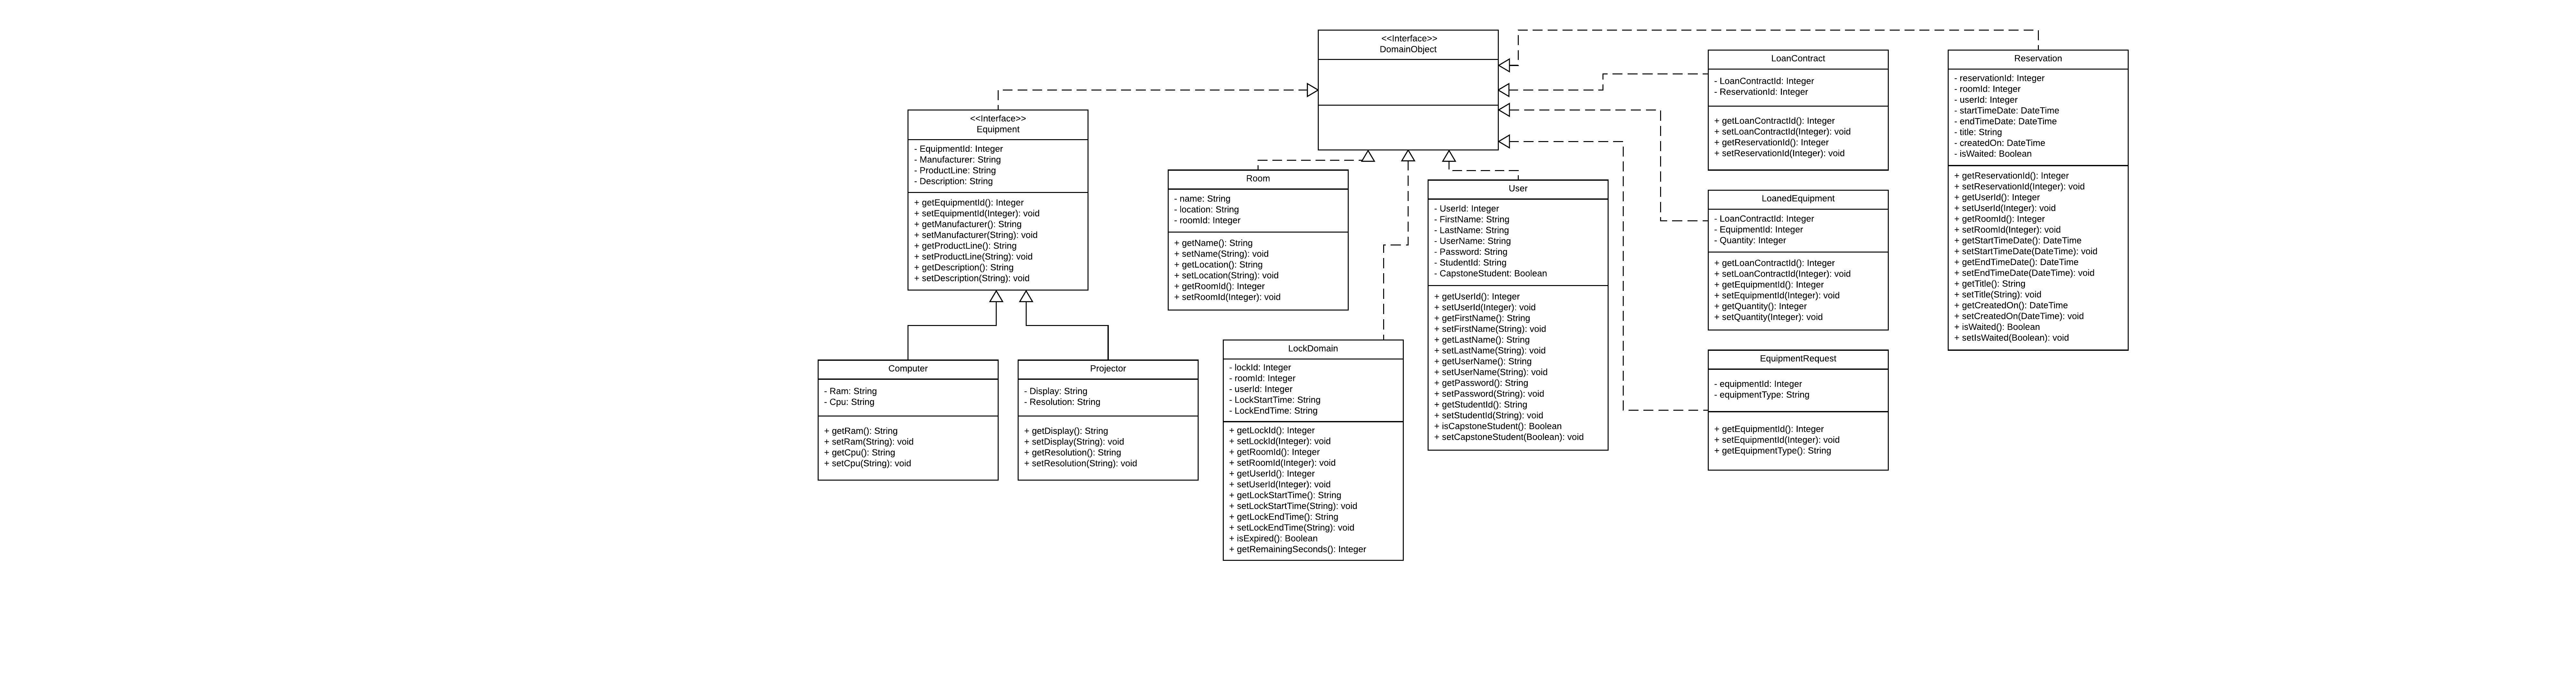 <<Interface>>
DomainObject
<<Interface>>
Equipment
- EquipmentId: Integer
- Manufacturer: String
- ProductLine: String
- Description: String
+ getEquipmentId(): Integer
+ setEquipmentId(Integer): void
+ getManufacturer(): String
+ setManufacturer(String): void
+ getProductLine(): String
+ setProductLine(String): void
+ getDescription(): String
+ setDescription(String): void
Computer
- Ram: String
- Cpu: String
+ getRam(): String
+ setRam(String): void
+ getCpu(): String
+ setCpu(String): void
Projector
- Display: String
- Resolution: String
+ getDisplay(): String
+ setDisplay(String): void
+ getResolution(): String
+ setResolution(String): void
Room
- name: String
- location: String
- roomId: Integer
+ getName(): String
+ setName(String): void
+ getLocation(): String
+ setLocation(String): void
+ getRoomId(): Integer
+ setRoomId(Integer): void
LockDomain
- lockId: Integer
- roomId: Integer
- userId: Integer
- LockStartTime: String
- LockEndTime: String
+ getLockId(): Integer
+ setLockId(Integer): void
+ getRoomId(): Integer
+ setRoomId(Integer): void
+ getUserId(): Integer
+ setUserId(Integer): void
+ getLockStartTime(): String
+ setLockStartTime(String): void
+ getLockEndTime(): String
+ setLockEndTime(String): void
+ isExpired(): Boolean
+ getRemainingSeconds(): Integer
User
- UserId: Integer
- FirstName: String
- LastName: String
- UserName: String
- Password: String
- StudentId: String
- CapstoneStudent: Boolean
+ getUserId(): Integer
+ setUserId(Integer): void
+ getFirstName(): String
+ setFirstName(String): void
+ getLastName(): String
+ setLastName(String): void
+ getUserName(): String
+ setUserName(String): void
+ getPassword(): String
+ setPassword(String): void
+ getStudentId(): String
+ setStudentId(String): void
+ isCapstoneStudent(): Boolean
+ setCapstoneStudent(Boolean): void
LoanContract
- LoanContractId: Integer
- ReservationId: Integer
+ getLoanContractId(): Integer
+ setLoanContractId(Integer): void
+ getReservationId(): Integer
+ setReservationId(Integer): void
LoanedEquipment
- LoanContractId: Integer
- EquipmentId: Integer
- Quantity: Integer
+ getLoanContractId(): Integer
+ setLoanContractId(Integer): void
+ getEquipmentId(): Integer
+ setEquipmentId(Integer): void
+ getQuantity(): Integer
+ setQuantity(Integer): void
EquipmentRequest
- equipmentId: Integer
- equipmentType: String
+ getEquipmentId(): Integer
+ setEquipmentId(Integer): void
+ getEquipmentType(): String
Reservation
- reservationId: Integer
- roomId: Integer
- userId: Integer
- startTimeDate: DateTime
- endTimeDate: DateTime
- title: String
- createdOn: DateTime
- isWaited: Boolean
+ getReservationId(): Integer
+ setReservationId(Integer): void
+ getUserId(): Integer
+ setUserId(Integer): void
+ getRoomId(): Integer
+ setRoomId(Integer): void
+ getStartTimeDate(): DateTime
+ setStartTimeDate(DateTime): void
+ getEndTimeDate(): DateTime
+ setEndTimeDate(DateTime): void
+ getTitle(): String
+ setTitle(String): void
+ getCreatedOn(): DateTime
+ setCreatedOn(DateTime): void
+ isWaited(): Boolean
+ setIsWaited(Boolean): void